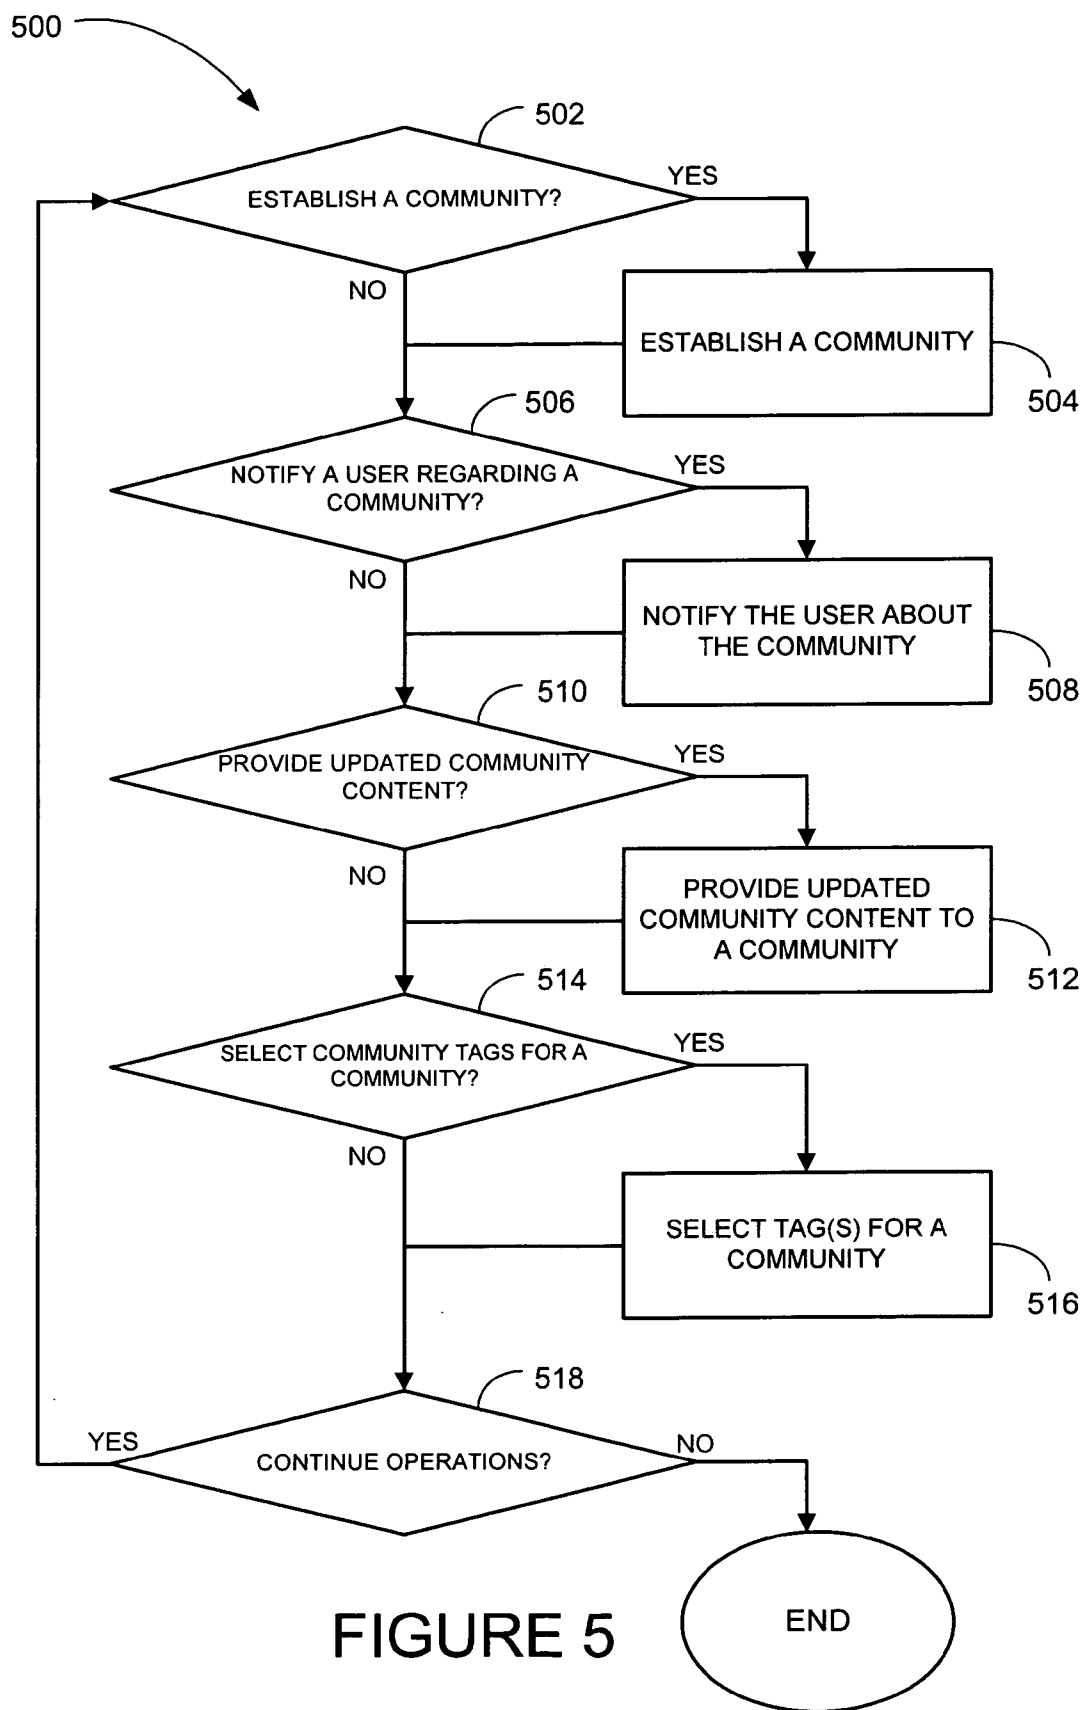 500
502
ESTABLISH A COMMUNITY?
YES
NO
ESTABLISH A COMMUNITY
504
506
NOTIFY A USER REGARDING A
COMMUNITY?
YES
NO
NOTIFY THE USER ABOUT
THE COMMUNITY
508
510
PROVIDE UPDATED COMMUNITY
CONTENT?
YES
NO
PROVIDE UPDATED
COMMUNITY CONTENT TO
A COMMUNITY
512
514
SELECT COMMUNITY TAGS FOR A
COMMUNITY?
YES
NO
SELECT TAG(S) FOR A
COMMUNITY
516
518
YES
CONTINUE OPERATIONS?
NO
END
FIGURE 5